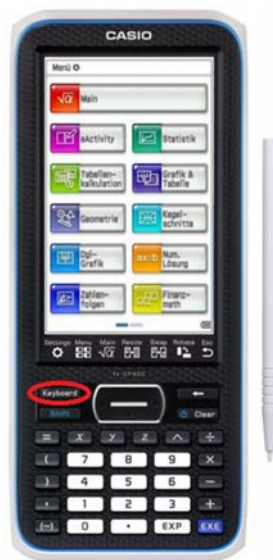 CASIO
Menü
√α Main
eActivity
Statistik
Tabellen-
kalkulation
Grafik &
Tabelle
Geometrie
Kegel-
schnitte
Dgl-
Grafik
ax=b Num.
Lösung
Zahlen-
folgen
Finanz-
math
Settings Menu Main Resize Swap Rotate Esc
√α
fx-CP400
Keyboard
Shift
Clear
= x y z ^ ÷
( 7 8 9 ×
) 4 5 6 −
, 1 2 3 +
(−) 0 • EXP EXE